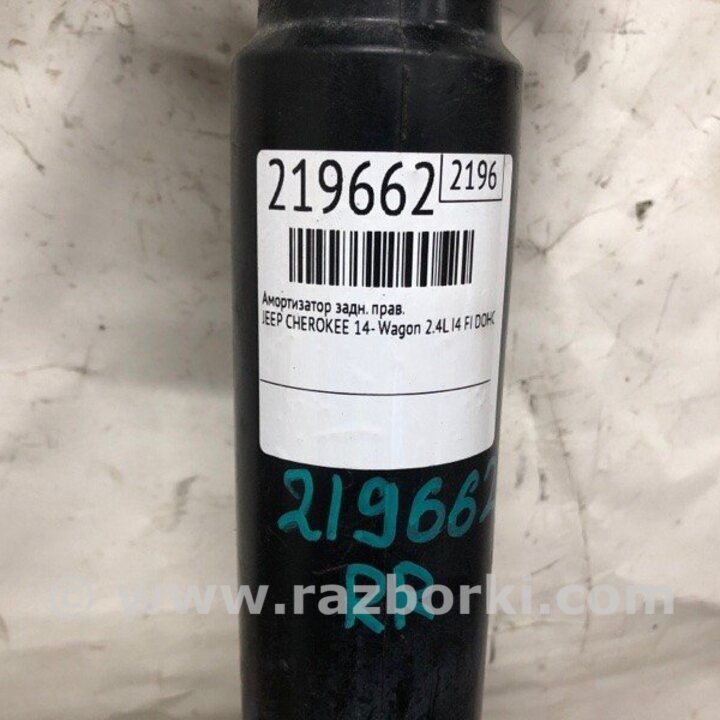 219662 2196
Амортизатор задн. прав.
JEEP CHEROKEE 14- Wagon 2.4L I4 FI DOHC
219662
RR
© www.razborki.com